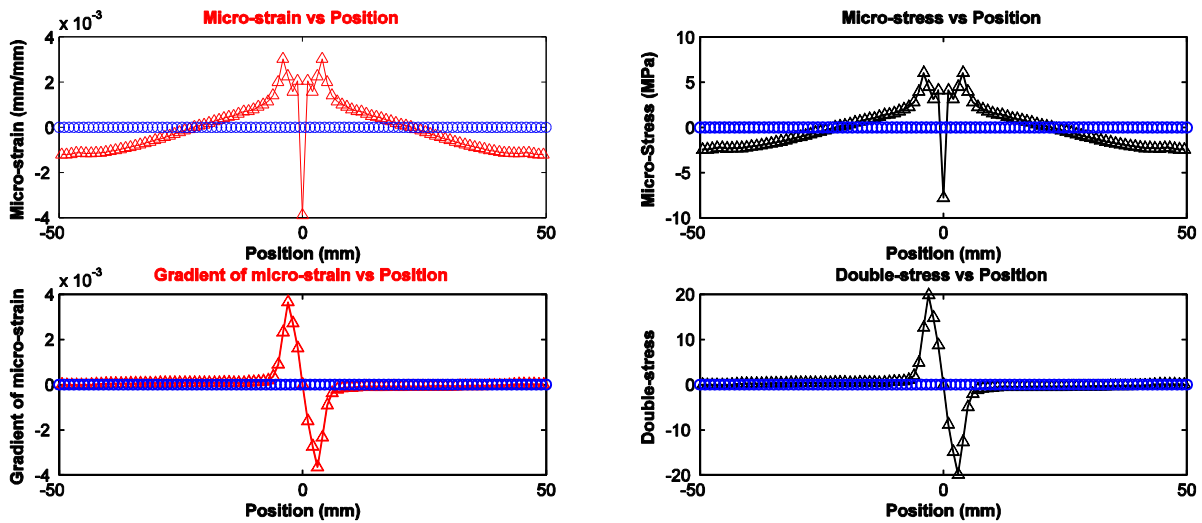 Micro-strain vs Position
x 10-3
4
2
0
-2
-4
-50
0
50
Micro-strain (mm/mm)
Position (mm)
Micro-stress vs Position
10
5
0
-5
-10
-50
0
50
Micro-Stress (MPa)
Position (mm)
Gradient of micro-strain vs Position
x 10-3
4
2
0
-2
-4
-50
0
50
Gradient of micro-strain
Position (mm)
Double-stress vs Position
20
10
0
-10
-20
-50
0
50
Double-stress
Position (mm)